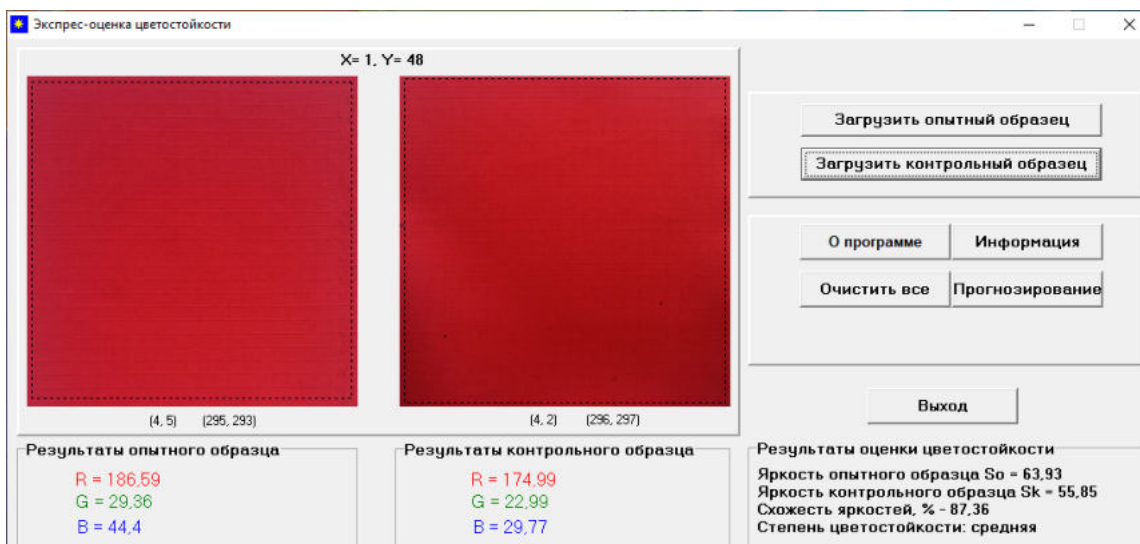 Экспрес-оценка цветостойкости
X= 1, Y= 48
(4, 5) (295, 293)
(4, 2) (296, 297)
Загрузить опытный образец
Загрузить контрольный образец
О программе
Информация
Очистить все
Прогнозирование
Выход
Результаты опытного образца
R = 186,59
G = 29,36
B = 44,4
Результаты контрольного образца
R = 174,99
G = 22,99
B = 29,77
Результаты оценки цветостойкости
Яркость опытного образца So = 63,93
Яркость контрольного образца Sk = 55,85
Схожесть яркостей, % - 87,36
Степень цветостойкости: средняя